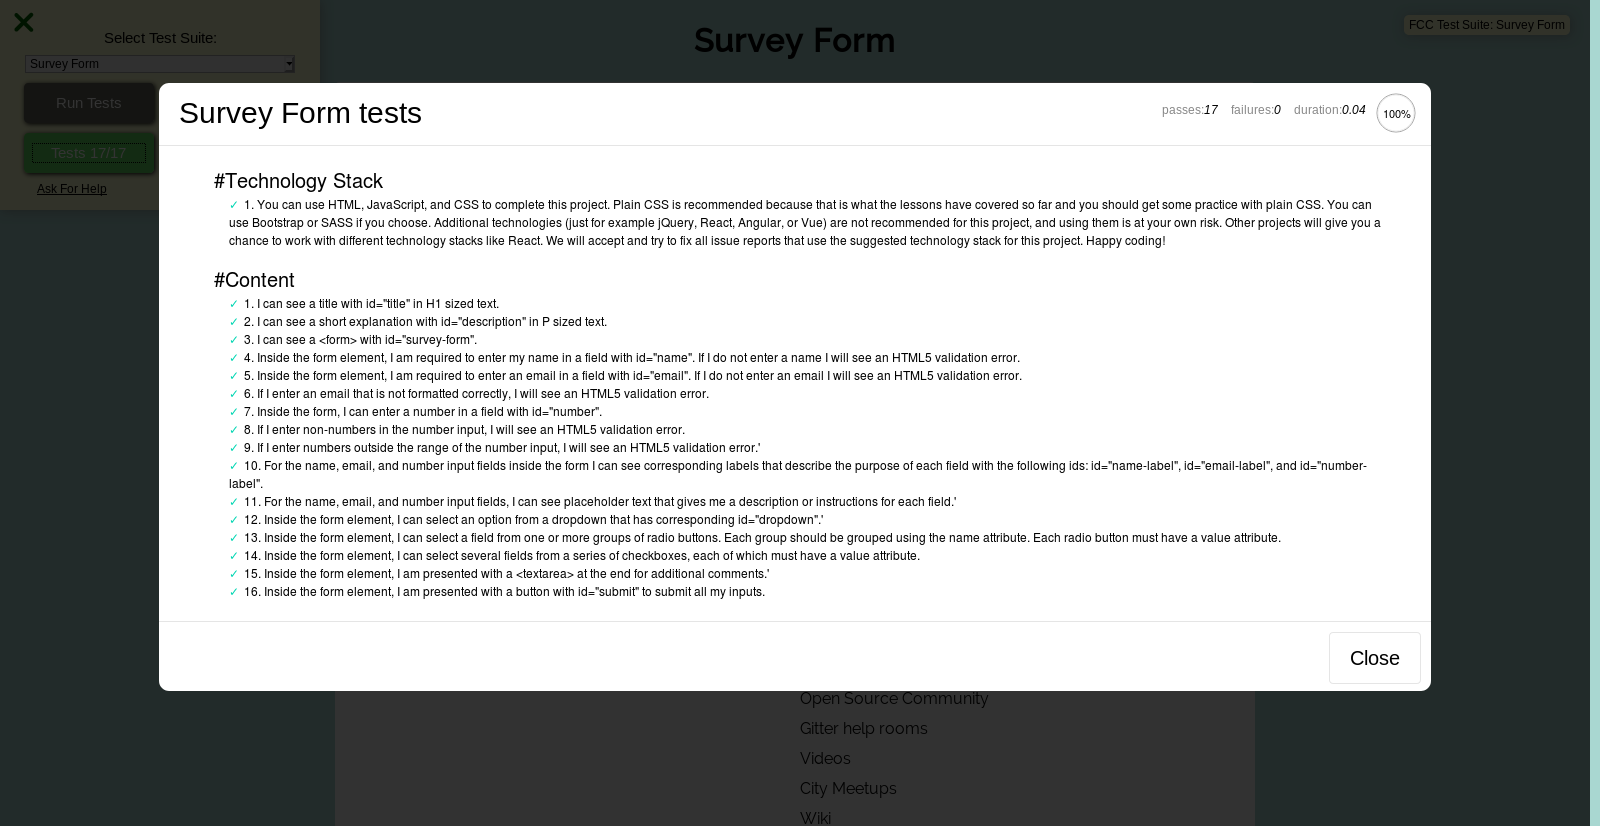 Select Test Suite:
Survey Form
Run Tests
Tests 17/17
Ask For Help
Survey Form
FCC Test Suite: Survey Form
Survey Form tests
passes:17 failures:0 duration:0.04 100%
#Technology Stack
✓ 1. You can use HTML, JavaScript, and CSS to complete this project. Plain CSS is recommended because that is what the lessons have covered so far and you should get some practice with plain CSS. You can
use Bootstrap or SASS if you choose. Additional technologies (just for example jQuery, React, Angular, or Vue) are not recommended for this project, and using them is at your own risk. Other projects will give you a
chance to work with different technology stacks like React. We will accept and try to fix all issue reports that use the suggested technology stack for this project. Happy coding!
#Content
✓ 1. I can see a title with id="title" in H1 sized text.
✓ 2. I can see a short explanation with id="description" in P sized text.
✓ 3. I can see a <form> with id="survey-form".
✓ 4. Inside the form element, I am required to enter my name in a field with id="name". If I do not enter a name I will see an HTML5 validation error.
✓ 5. Inside the form element, I am required to enter an email in a field with id="email". If I do not enter an email I will see an HTML5 validation error.
✓ 6. If I enter an email that is not formatted correctly, I will see an HTML5 validation error.
✓ 7. Inside the form, I can enter a number in a field with id="number".
✓ 8. If I enter non-numbers in the number input, I will see an HTML5 validation error.
✓ 9. If I enter numbers outside the range of the number input, I will see an HTML5 validation error.'
✓ 10. For the name, email, and number input fields inside the form I can see corresponding labels that describe the purpose of each field with the following ids: id="name-label", id="email-label", and id="number-
label".
✓ 11. For the name, email, and number input fields, I can see placeholder text that gives me a description or instructions for each field.'
✓ 12. Inside the form element, I can select an option from a dropdown that has corresponding id="dropdown".'
✓ 13. Inside the form element, I can select a field from one or more groups of radio buttons. Each group should be grouped using the name attribute. Each radio button must have a value attribute.
✓ 14. Inside the form element, I can select several fields from a series of checkboxes, each of which must have a value attribute.
✓ 15. Inside the form element, I am presented with a <textarea> at the end for additional comments.'
✓ 16. Inside the form element, I am presented with a button with id="submit" to submit all my inputs.
Close
Open Source Community
Gitter help rooms
Videos
City Meetups
Wiki